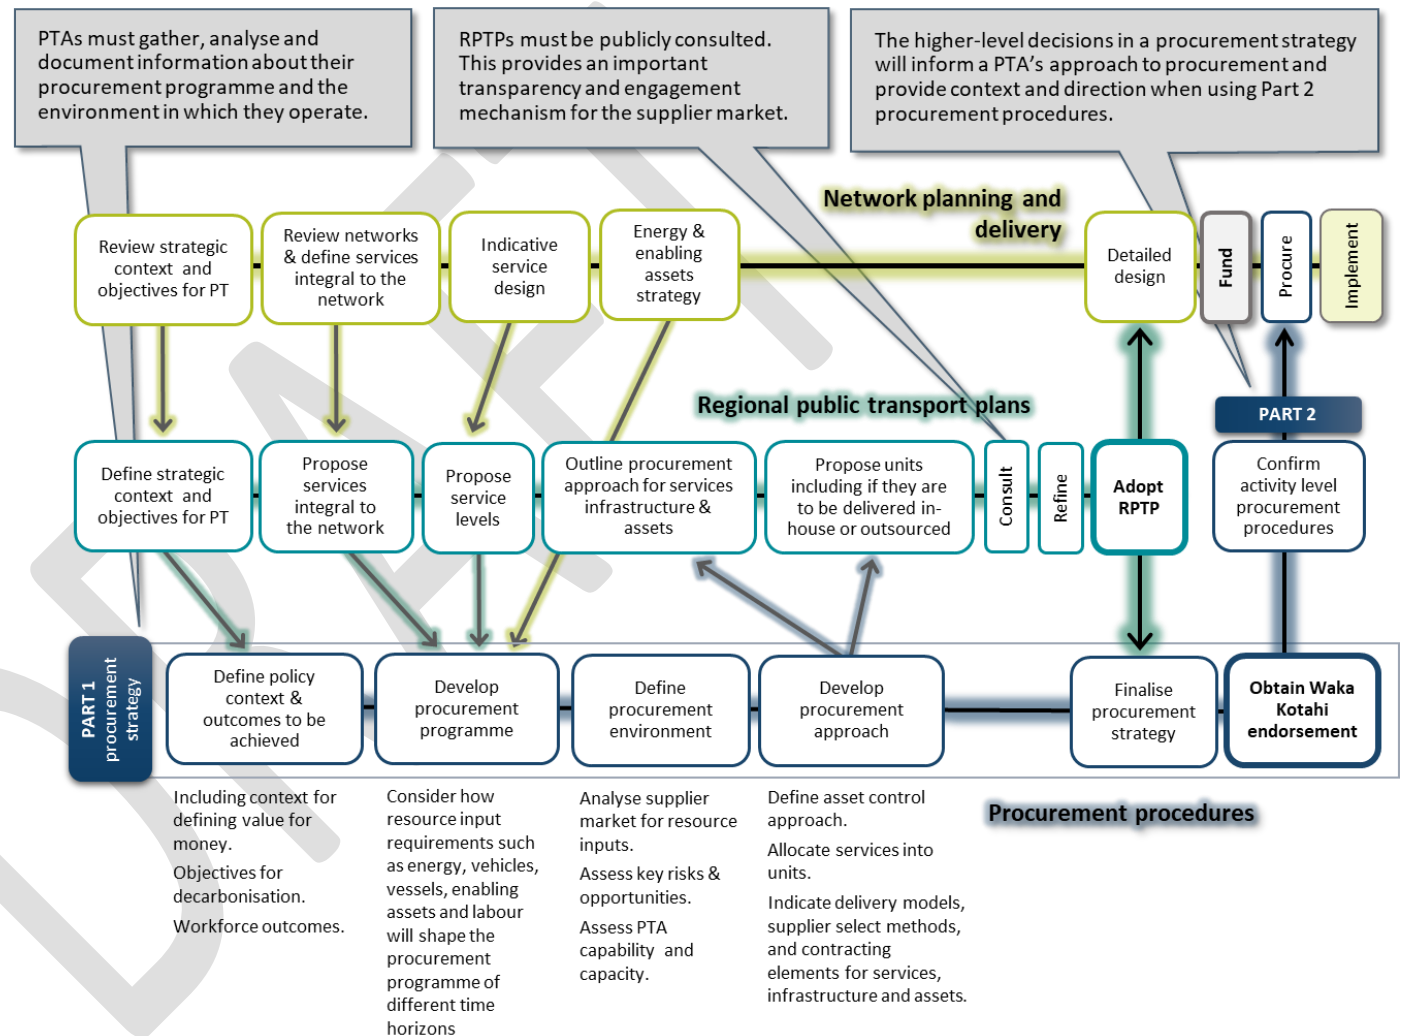 PTAs must gather, analyse and
document information about their
procurement programme and the
environment in which they operate.
RPTPs must be publicly consulted.
This provides an important
transparency and engagement
mechanism for the supplier market.
The higher-level decisions in a procurement strategy
will inform a PTA's approach to procurement and
provide context and direction when using Part 2
procurement procedures.
Network planning and
delivery
Review strategic
context and
objectives for PT
Review networks
& define services
integral to the
network
Indicative
service
design
Energy &
enabling
assets
strategy
Detailed
design
Fund
Procure
Implement
Regional public transport plans
PART 2
Define strategic
context and
objectives for PT
Propose
services
integral to
the network
Propose
service
levels
Outline procurement
approach for services
infrastructure &
assets
Propose units
including if they are
to be delivered in-
house or outsourced
Consult
Refine
Adopt
RPTP
Confirm
activity level
procurement
procedures
PART 1
procurement
strategy
Define policy
context &
outcomes to be
achieved
Develop
procurement
programme
Define
procurement
environment
Develop
procurement
approach
Finalise
procurement
strategy
Obtain Waka
Kotahi
endorsement
Including context for
defining value for
money.
Objectives for
decarbonisation.
Workforce outcomes.
Consider how
resource input
requirements such
as energy, vehicles,
vessels, enabling
assets and labour
will shape the
procurement
programme of
different time
horizons
Analyse supplier
market for resource
inputs.
Assess key risks &
opportunities.
Assess PTA
capability and
capacity.
Define asset control
approach.
Allocate services into
units.
Indicate delivery models,
supplier select methods,
and contracting
elements for services,
infrastructure and assets.
Procurement procedures
DRAFT